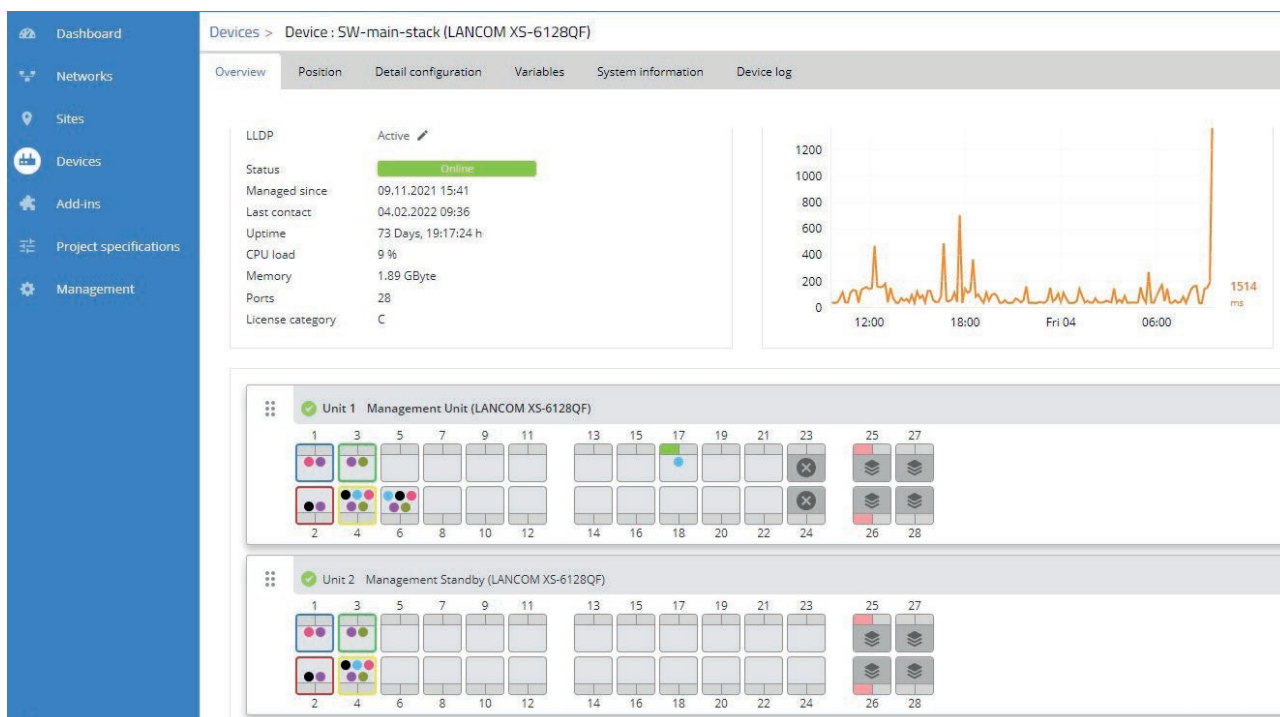 Dashboard
Networks
Sites
Devices
Add-ins
Project specifications
Management
Devices > Device : SW-main-stack (LANCOM XS-6128QF)
Overview Position Detail configuration Variables System information Device log
LLDP Active
Status Online
Managed since 09.11.2021 15:41
Last contact 04.02.2022 09:36
Uptime 73 Days, 19:17:24 h
CPU load 9 %
Memory 1.89 GByte
Ports 28
License category C
1200
1000
800
600
400
200
0
12:00 18:00 Fri 04 06:00
1514
ms
Unit 1 Management Unit (LANCOM XS-6128QF)
1 3 5 7 9 11 13 15 17 19 21 23 25 27
2 4 6 8 10 12 14 16 18 20 22 24 26 28
Unit 2 Management Standby (LANCOM XS-6128QF)
1 3 5 7 9 11 13 15 17 19 21 23 25 27
2 4 6 8 10 12 14 16 18 20 22 24 26 28